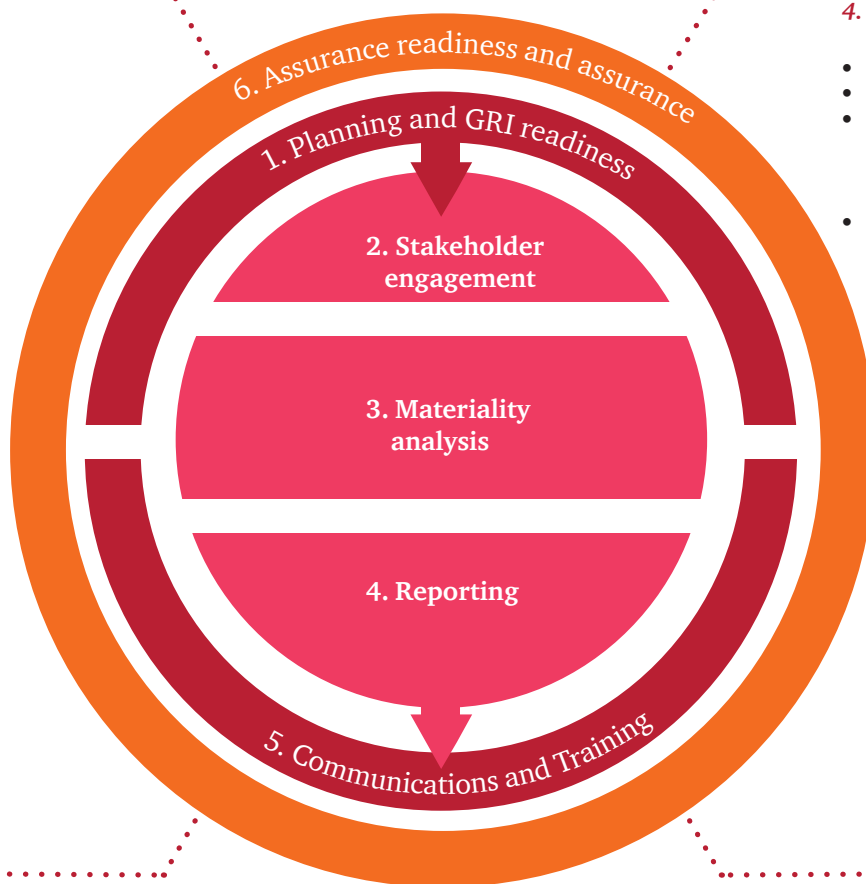 4.
•
•
•
•
6. Assurance readiness and assurance
1. Planning and GRI readiness
2. Stakeholder
engagement
3. Materiality
analysis
4. Reporting
5. Communications and Training